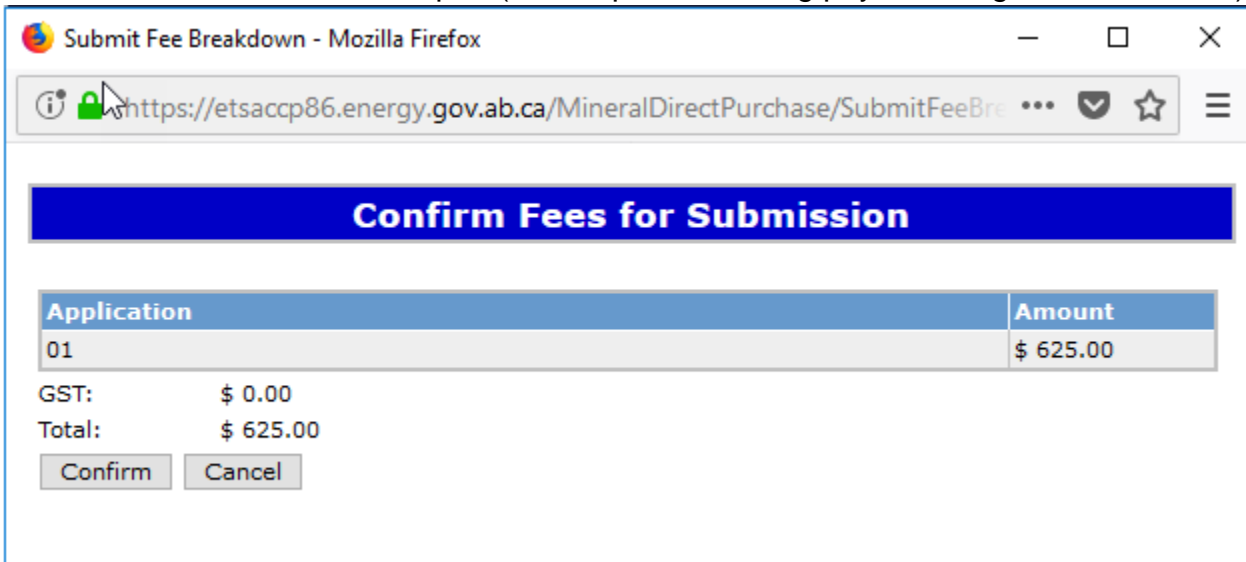 Submit Fee Breakdown - Mozilla Firefox
https://etsaccp86.energy.gov.ab.ca/MineralDirectPurchase/SubmitFeeBre
Confirm Fees for Submission
Application Amount
01 $ 625.00
GST: $ 0.00
Total: $ 625.00
Confirm Cancel